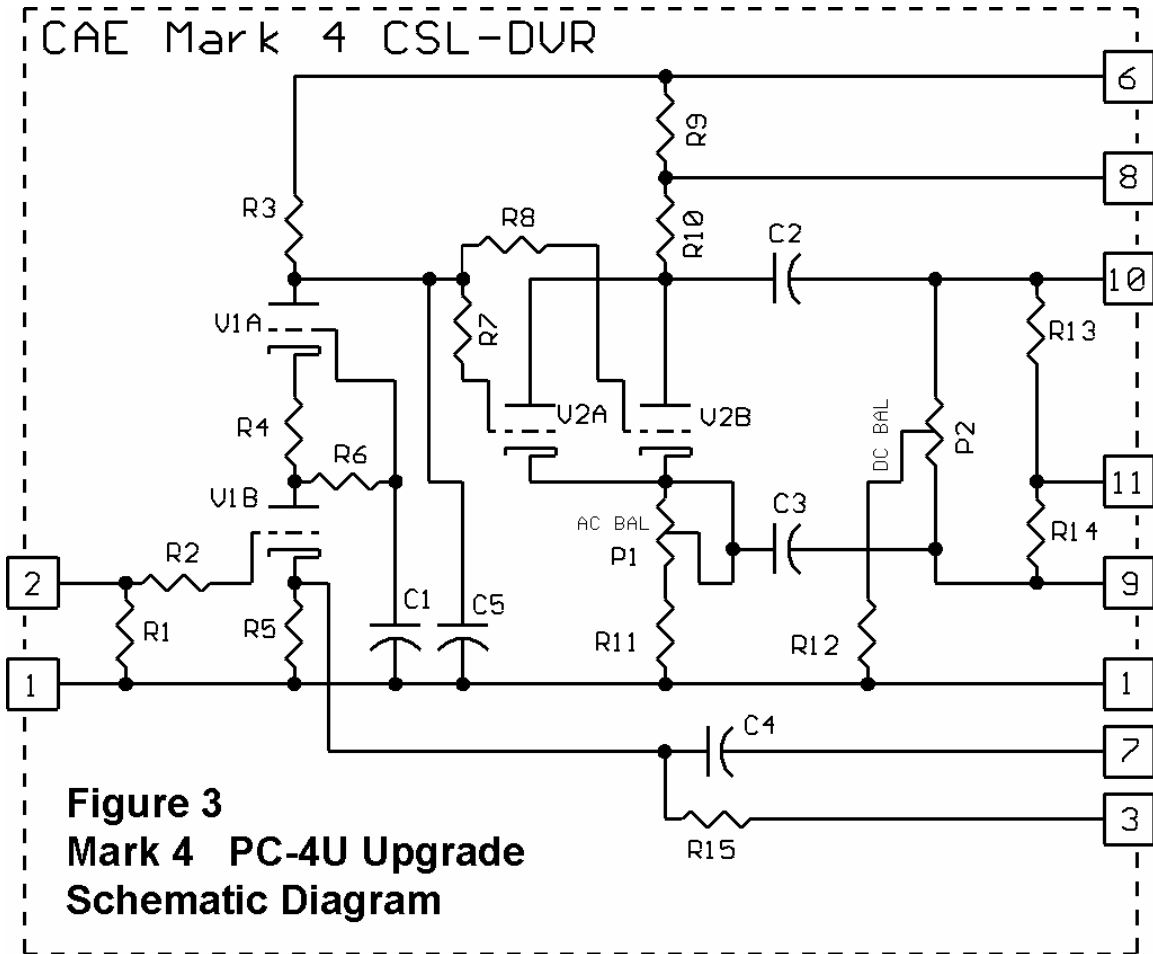 CAE Mark 4 CSL-DVR
6
R9
8
R3
R8
R10
C2
10
V1A
R7
R13
V2A
V2B
DC BAL
P2
R4
R6
11
V1B
AC BAL
C3
P1
R14
2
R2
9
R1
R5
C1
C5
R11
R12
1
1
C4
7
3
R15
Figure 3
Mark 4 PC-4U Upgrade
Schematic Diagram